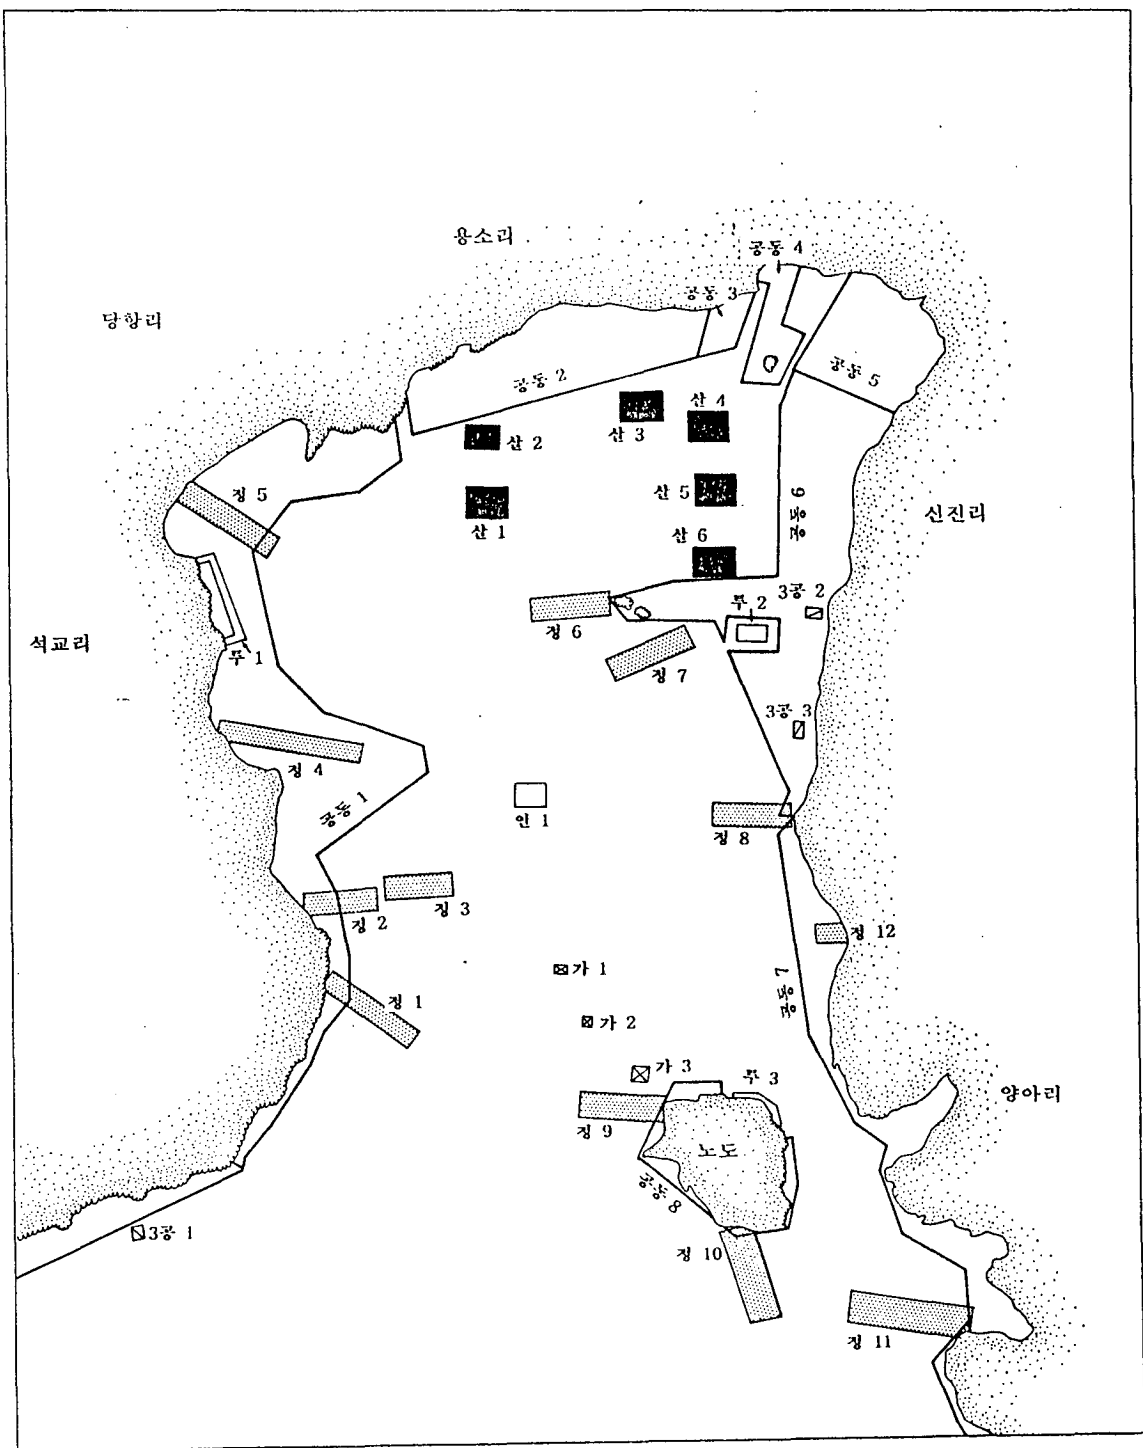 용소리
공동 4
공동 3
당항리
공동 2
공동 5
산 4
산 3
산 2
정 5
산 5
공동 6
신진리
산 1
산 6
3공 2
투 2
정 6
석교리
투 1
정 7
3공 3
정 4
공동 1
인 1
정 8
정 3
정 2
정 12
가 1
공동 7
정 1
가 2
가 3
투 3
양아리
정 9
노도
공동 8
3공 1
정 10
정 11